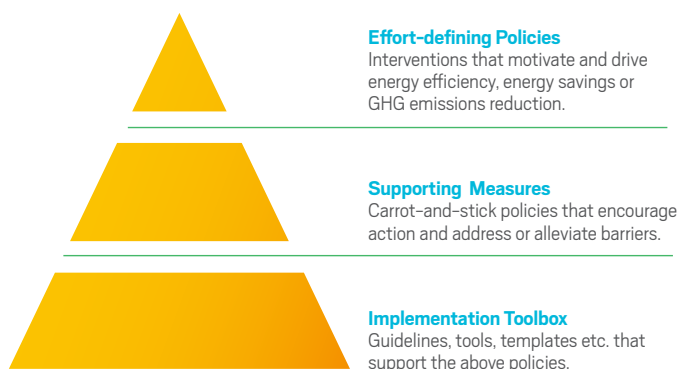 Effort-defining Policies
Interventions that motivate and drive
energy efficiency, energy savings or
GHG emissions reduction.
Supporting Measures
Carrot-and-stick policies that encourage
action and address or alleviate barriers.
Implementation Toolbox
Guidelines, tools, templates etc. that
support the above policies.